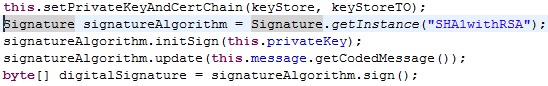 this.setPrivateKeyAndCertChain(keyStore, keyStoreTO);
Signature signatureAlgorithm = Signature.getInstance("SHA1withRSA");
signatureAlgorithm.initSign(this.privateKey);
signatureAlgorithm.update(this.message.getCodedMessage());
byte[] digitalSignature = signatureAlgorithm.sign();